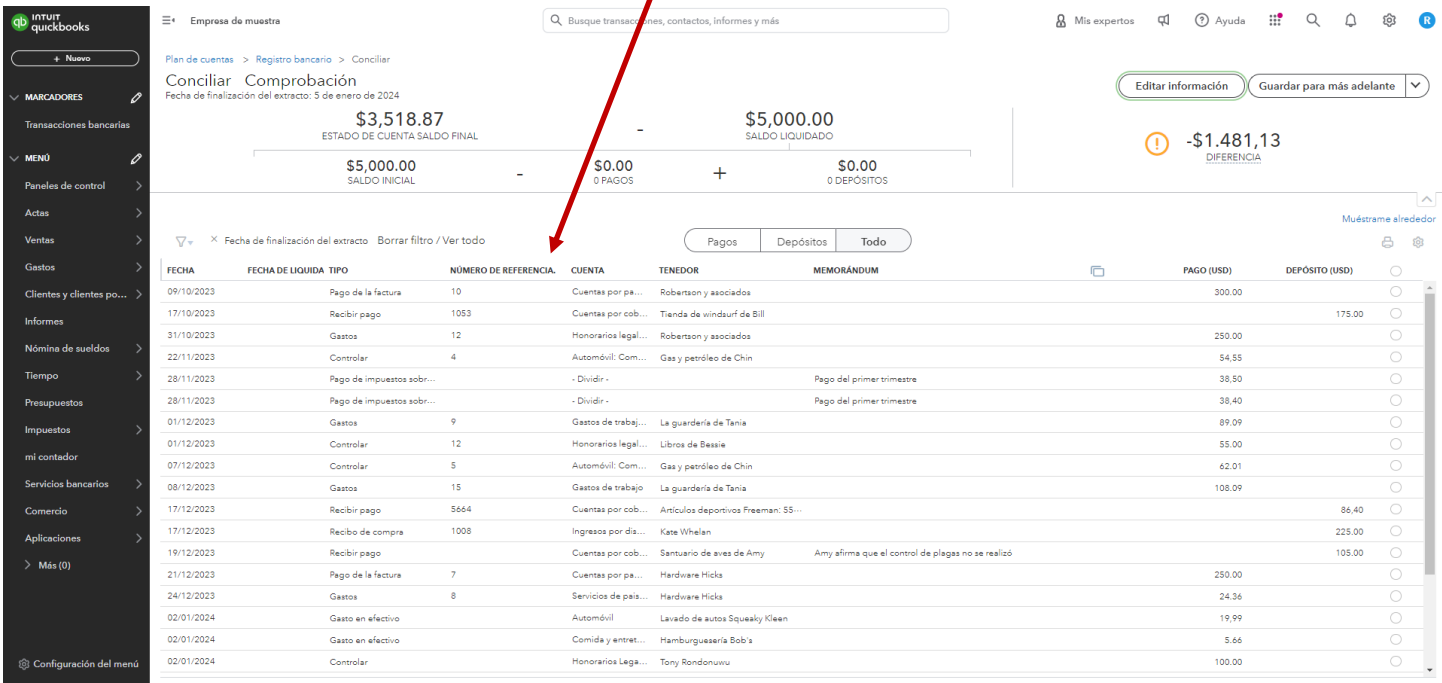 INTUIT
quickbooks
Empresa de muestra
Busque transacciones, contactos, informes y más
Mis expertos
Ayuda
R
+ Nuevo
MARCADORES
Transacciones bancarias
MENÚ
Paneles de control
Actas
Ventas
Gastos
Clientes y clientes po...
Informes
Nómina de sueldos
Tiempo
Presupuestos
Impuestos
mi contador
Servicios bancarios
Comercio
Aplicaciones
Más (0)
Configuración del menú
Plan de cuentas > Registro bancario > Conciliar
Conciliar Comprobación
Fecha de finalización del extracto: 5 de enero de 2024
Editar información
Guardar para más adelante
$3,518.87
ESTADO DE CUENTA SALDO FINAL
-
$5,000.00
SALDO LIQUIDADO
$5,000.00
SALDO INICIAL
-
$0.00
0 PAGOS
+
$0.00
0 DEPÓSITOS
-$1.481,13
DIFERENCIA
Muéstrame alrededor
× Fecha de finalización del extracto Borrar filtro / Ver todo
Pagos Depósitos Todo
FECHA FECHA DE LIQUIDA TIPO NÚMERO DE REFERENCIA. CUENTA TENEDOR MEMORÁNDUM PAGO (USD) DEPÓSITO (USD)
09/10/2023 Pago de la factura 10 Cuentas por pa... Robertson y asociados 300.00
17/10/2023 Recibir pago 1053 Cuentas por cob... Tienda de windsurf de Bill 175.00
31/10/2023 Gastos 12 Honorarios legal... Robertson y asociados 250.00
22/11/2023 Controlar 4 Automóvil: Com... Gas y petróleo de Chin 54,55
28/11/2023 Pago de impuestos sobr... - Dividir - Pago del primer trimestre 38,50
28/11/2023 Pago de impuestos sobr... - Dividir - Pago del primer trimestre 38,40
01/12/2023 Gastos 9 Gastos de trabaj... La guardería de Tania 89.09
01/12/2023 Controlar 12 Honorarios legal... Libros de Bessie 55.00
07/12/2023 Controlar 5 Automóvil: Com... Gas y petróleo de Chin 62.01
08/12/2023 Gastos 15 Gastos de trabajo La guardería de Tania 108.09
17/12/2023 Recibir pago 5664 Cuentas por cob... Artículos deportivos Freeman: 55... 86,40
17/12/2023 Recibo de compra 1008 Ingresos por dis... Kate Whelan 225.00
19/12/2023 Recibir pago Cuentas por cob... Santuario de aves de Amy Amy afirma que el control de plagas no se realizó 105.00
21/12/2023 Pago de la factura 7 Cuentas por pa... Hardware Hicks 250.00
24/12/2023 Gastos 8 Servicios de pais... Hardware Hicks 24.36
02/01/2024 Gasto en efectivo Automóvil Lavado de autos Squeaky Kleen 19,99
02/01/2024 Gasto en efectivo Comida y entret... Hamburguesería Bob's 5.66
02/01/2024 Controlar Honorarios Lega... Tony Rondonuwu 100.00